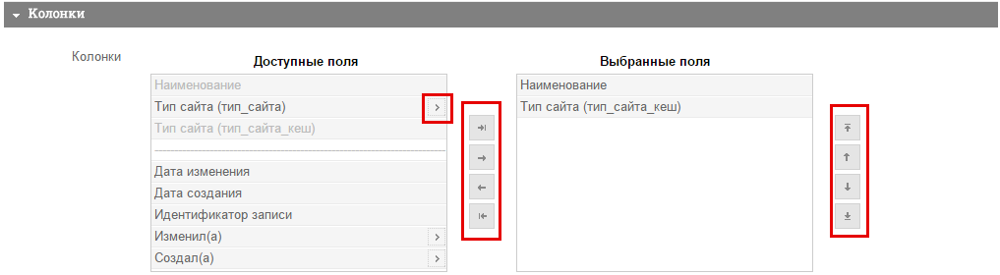 Колонки
Колонки
Доступные поля
Наименование
Тип сайта (тип_сайта)
Тип сайта (тип_сайта_кеш)
Дата изменения
Дата создания
Идентификатор записи
Изменил(а)
Создал(а)
Выбранные поля
Наименование
Тип сайта (тип_сайта_кеш)